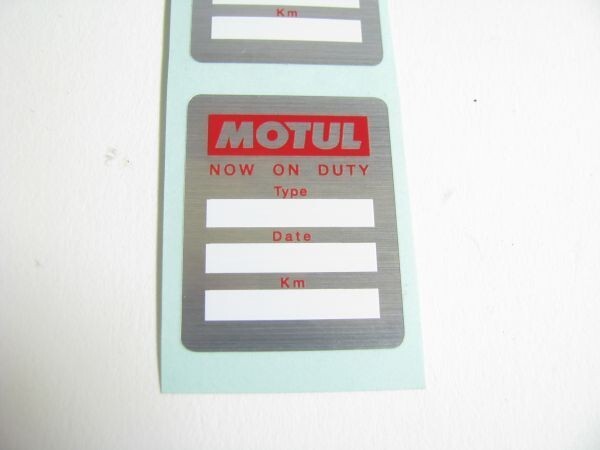 Km
MOTUL
NOW ON DUTY
Type
Date
Km